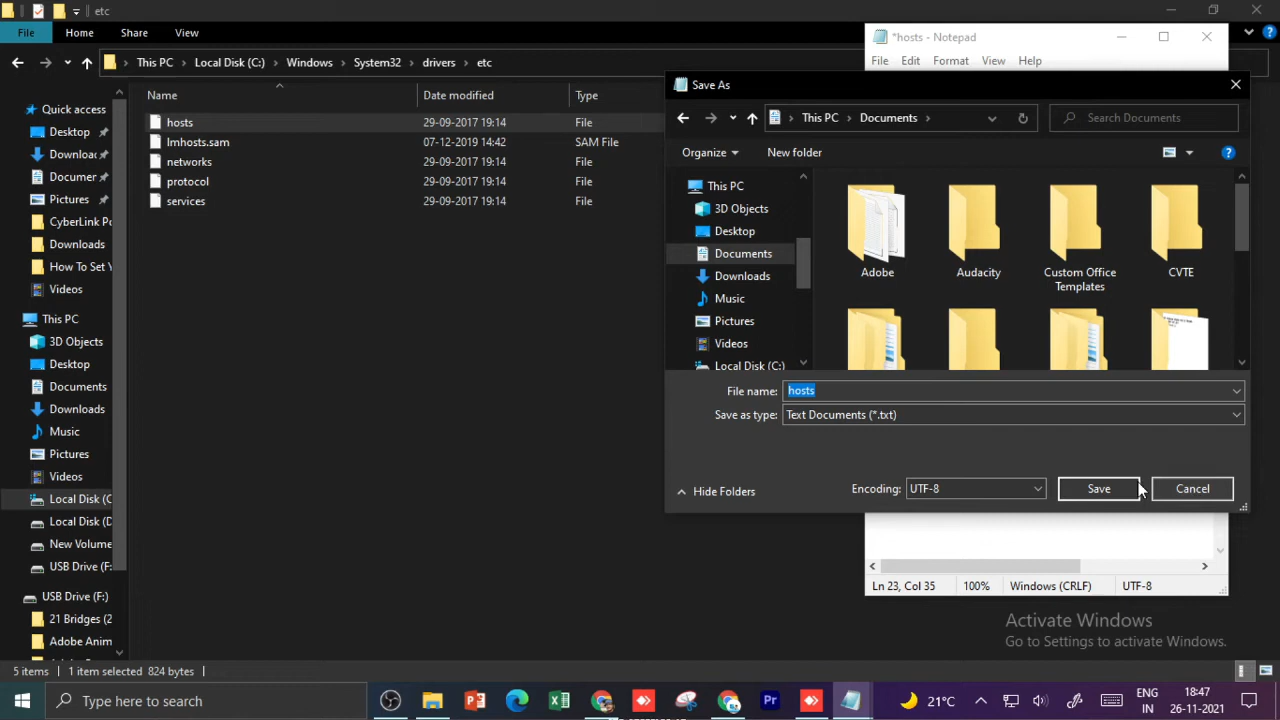 etc
File Home Share View
This PC Local Disk (C:) Windows System32 drivers etc
Name Date modified Type
hosts 29-09-2017 19:14 File
lmhosts.sam 07-12-2019 14:42 SAM File
networks 29-09-2017 19:14 File
protocol 29-09-2017 19:14 File
services 29-09-2017 19:14 File
Quick access
Desktop
Downloac
Documer
Pictures
CyberLink Po
Downloads
How To Set Y
Videos
This PC
3D Objects
Desktop
Documents
Downloads
Music
Pictures
Videos
Local Disk (C
Local Disk (D
New Volume
USB Drive (F:
USB Drive (F:)
21 Bridges (2
Adobe Anim
5 items 1 item selected 824 bytes
*hosts - Notepad
File Edit Format View Help
Save As
This PC Documents Search Documents
Organize New folder
This PC
3D Objects
Desktop
Documents
Downloads
Music
Pictures
Videos
Local Disk (C:)
Adobe Audacity Custom Office Templates CVTE
File name: hosts
Save as type: Text Documents (*.txt)
Hide Folders Encoding: UTF-8 Save Cancel
Ln 23, Col 35 100% Windows (CRLF) UTF-8
Activate Windows
Go to Settings to activate Windows.
Type here to search
21°C
ENG
IN
18:47
26-11-2021